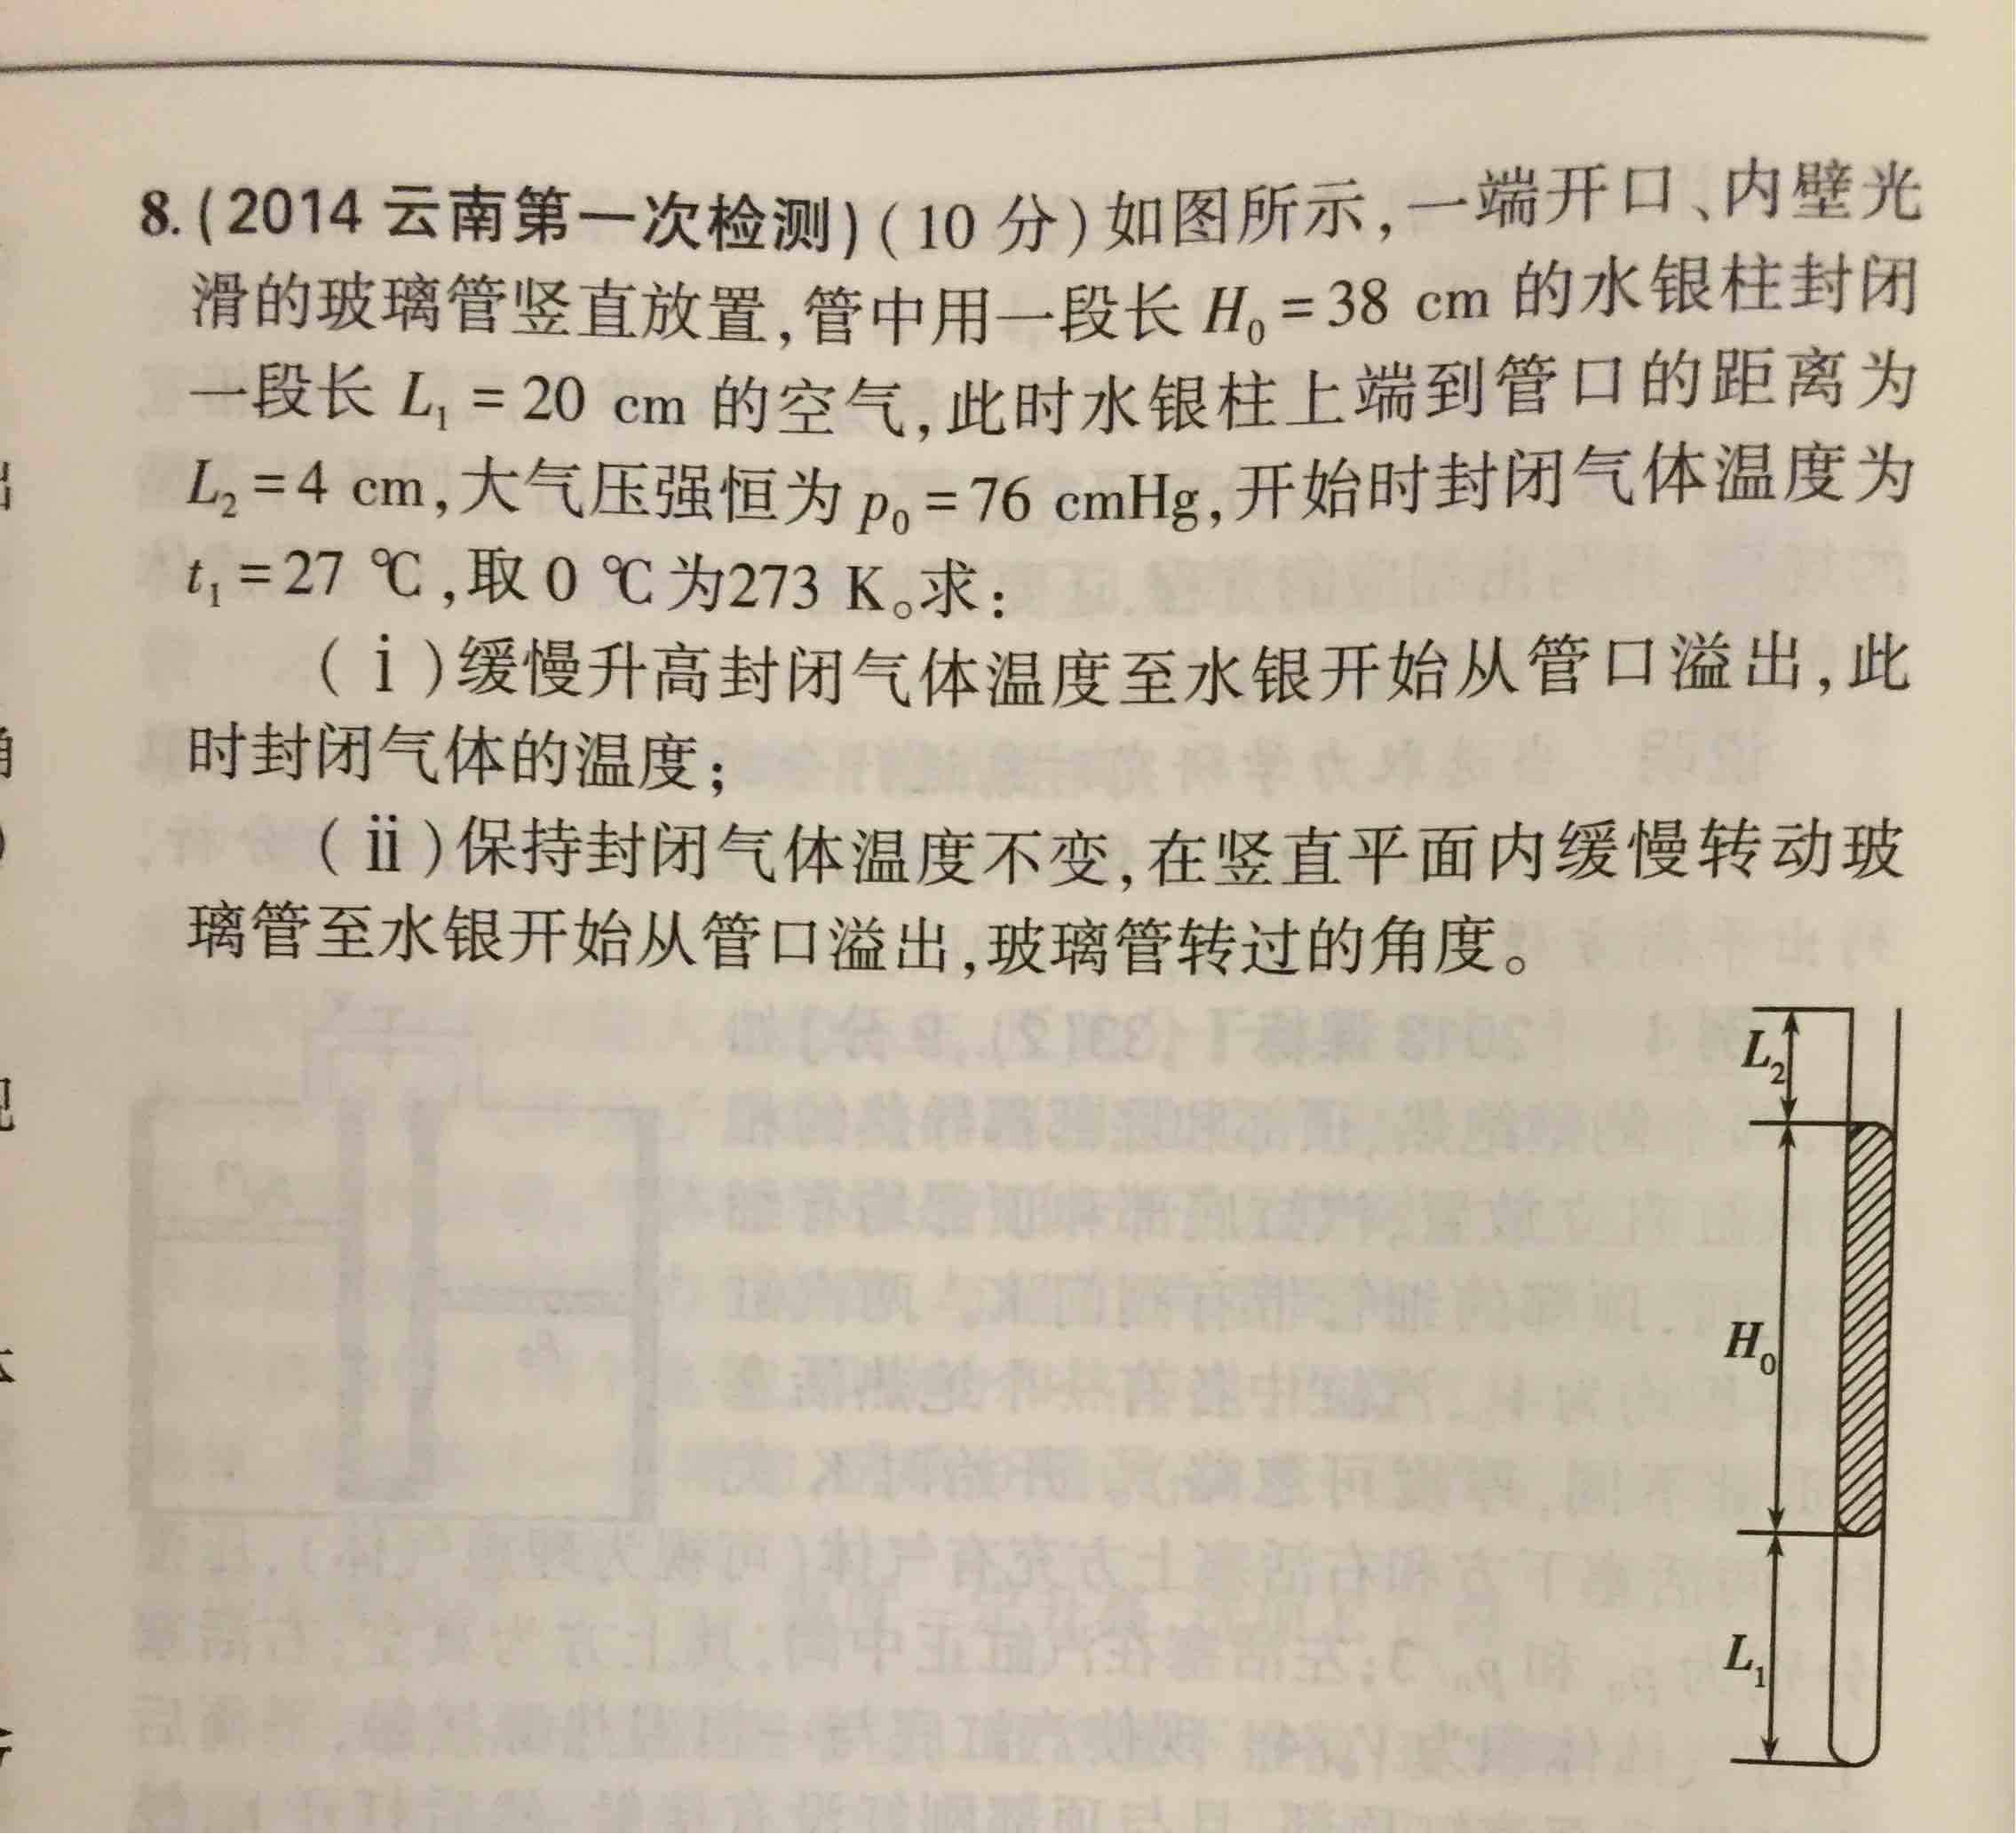 8.(2014 云南第一次检测)(10 分)如图所示,一端开口、内壁光
滑的玻璃管竖直放置,管中用一段长 H₀=38 cm 的水银柱封闭
一段长 L₁=20 cm 的空气,此时水银柱上端到管口的距离为
L₂=4 cm,大气压强恒为 p₀=76 cmHg,开始时封闭气体温度为
t₁=27 ℃,取 0 ℃为273 K。求:
(ⅰ)缓慢升高封闭气体温度至水银开始从管口溢出,此
时封闭气体的温度;
(ⅱ)保持封闭气体温度不变,在竖直平面内缓慢转动玻
璃管至水银开始从管口溢出,玻璃管转过的角度。
L₂
H₀
L₁